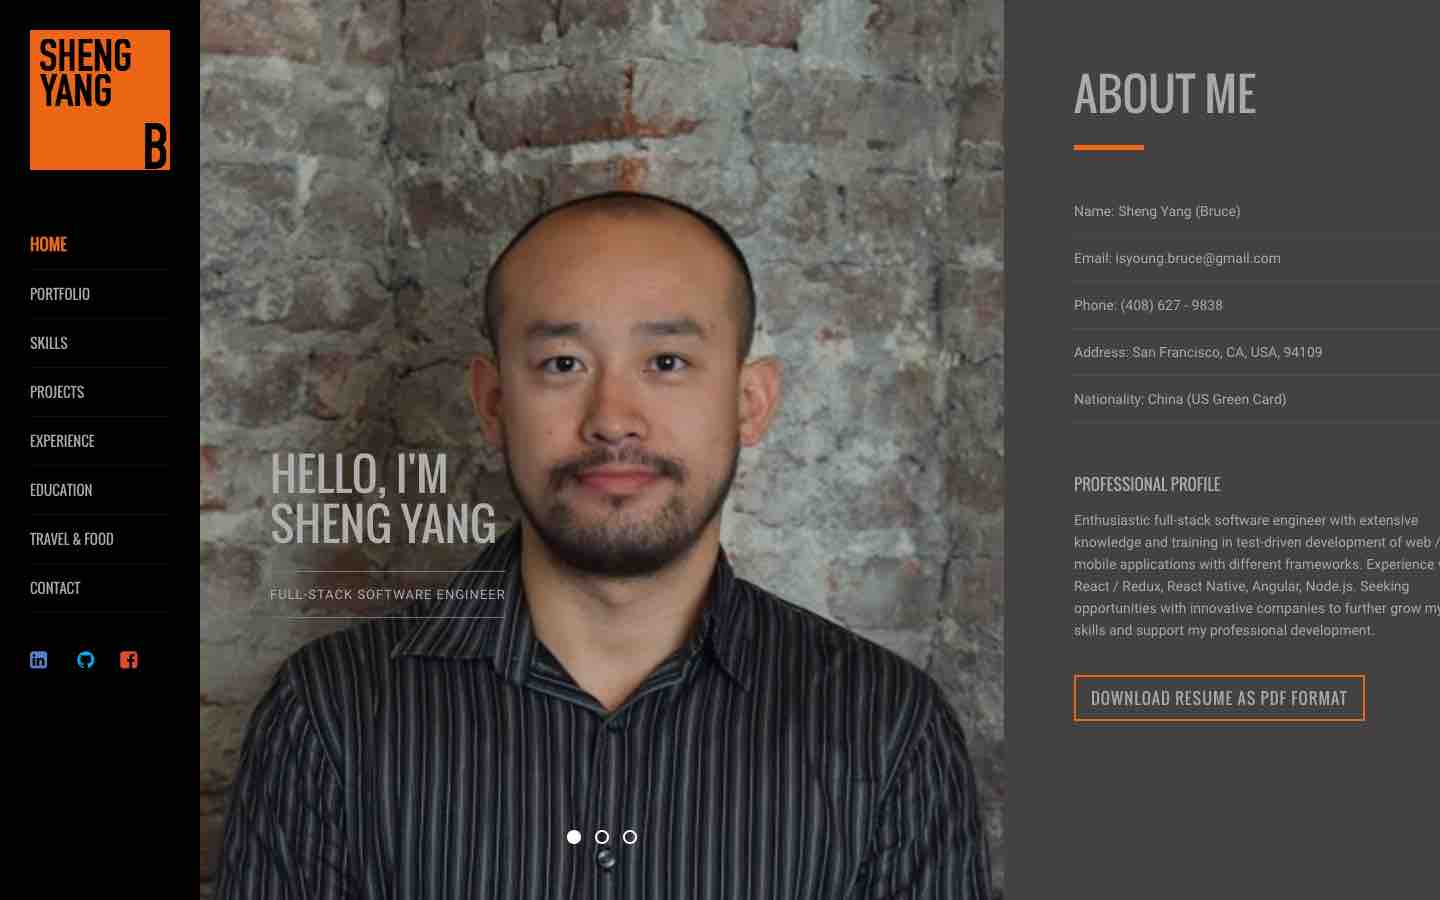 SHENG
YANG
B
HOME
PORTFOLIO
SKILLS
PROJECTS
EXPERIENCE
EDUCATION
TRAVEL & FOOD
CONTACT
HELLO, I'M
SHENG YANG
FULL-STACK SOFTWARE ENGINEER
ABOUT ME
Name: Sheng Yang (Bruce)
Email: isyoung.bruce@gmail.com
Phone: (408) 627 - 9838
Address: San Francisco, CA, USA, 94109
Nationality: China (US Green Card)
PROFESSIONAL PROFILE
Enthusiastic full-stack software engineer with extensive
knowledge and training in test-driven development of web /
mobile applications with different frameworks. Experience
React / Redux, React Native, Angular, Node.js. Seeking
opportunities with innovative companies to further grow my
skills and support my professional development.
DOWNLOAD RESUME AS PDF FORMAT